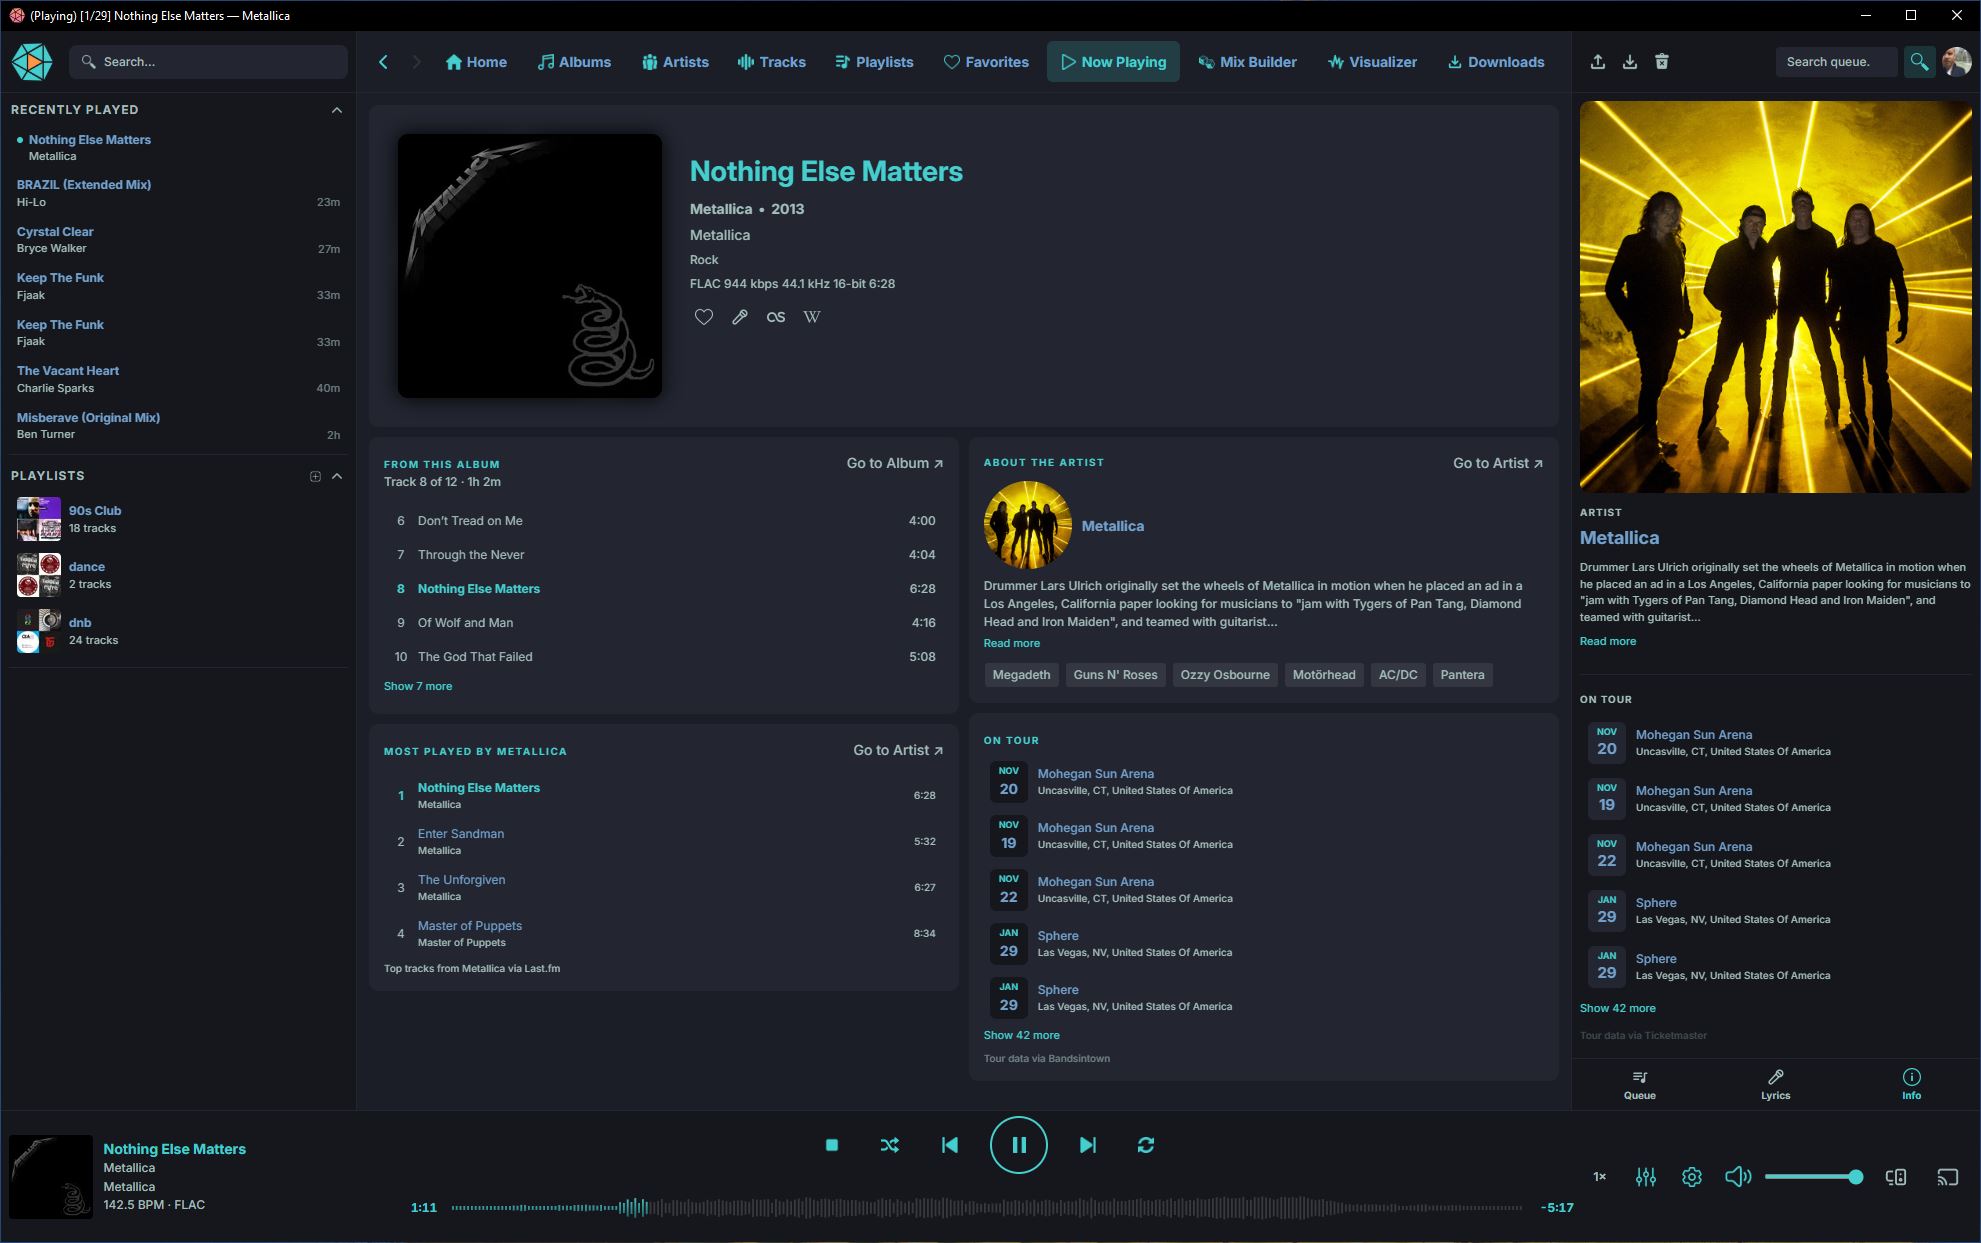 (Playing) [1/29] Nothing Else Matters — Metallica
Search...
Home
Albums
Artists
Tracks
Playlists
Favorites
Now Playing
Mix Builder
Visualizer
Downloads
Search queue.
RECENTLY PLAYED
Nothing Else Matters
Metallica
BRAZIL (Extended Mix)
Hi-Lo 23m
Cyrstal Clear
Bryce Walker 27m
Keep The Funk
Fjaak 33m
Keep The Funk
Fjaak 33m
The Vacant Heart
Charlie Sparks 40m
Misberave (Original Mix)
Ben Turner 2h
PLAYLISTS
90s Club
18 tracks
dance
2 tracks
dnb
24 tracks
METALLICA
Nothing Else Matters
Metallica • 2013
Metallica
Rock
FLAC 944 kbps 44.1 kHz 16-bit 6:28
W
FROM THIS ALBUM Go to Album ↗
Track 8 of 12 · 1h 2m
6 Don't Tread on Me 4:00
7 Through the Never 4:04
8 Nothing Else Matters 6:28
9 Of Wolf and Man 4:16
10 The God That Failed 5:08
Show 7 more
MOST PLAYED BY METALLICA Go to Artist ↗
1 Nothing Else Matters 6:28
Metallica
2 Enter Sandman 5:32
Metallica
3 The Unforgiven 6:27
Metallica
4 Master of Puppets 8:34
Master of Puppets
Top tracks from Metallica via Last.fm
ABOUT THE ARTIST Go to Artist ↗
Metallica
Drummer Lars Ulrich originally set the wheels of Metallica in motion when he placed an ad in a
Los Angeles, California paper looking for musicians to "jam with Tygers of Pan Tang, Diamond
Head and Iron Maiden", and teamed with guitarist...
Read more
Megadeth
Guns N' Roses
Ozzy Osbourne
Motörhead
AC/DC
Pantera
ON TOUR
NOV 20 Mohegan Sun Arena
Uncasville, CT, United States Of America
NOV 19 Mohegan Sun Arena
Uncasville, CT, United States Of America
NOV 22 Mohegan Sun Arena
Uncasville, CT, United States Of America
JAN 29 Sphere
Las Vegas, NV, United States Of America
JAN 29 Sphere
Las Vegas, NV, United States Of America
Show 42 more
Tour data via Bandsintown
ARTIST
Metallica
Drummer Lars Ulrich originally set the wheels of Metallica in motion when
he placed an ad in a Los Angeles, California paper looking for musicians to
"jam with Tygers of Pan Tang, Diamond Head and Iron Maiden", and
teamed with guitarist...
Read more
ON TOUR
NOV 20 Mohegan Sun Arena
Uncasville, CT, United States Of America
NOV 19 Mohegan Sun Arena
Uncasville, CT, United States Of America
NOV 22 Mohegan Sun Arena
Uncasville, CT, United States Of America
JAN 29 Sphere
Las Vegas, NV, United States Of America
JAN 29 Sphere
Las Vegas, NV, United States Of America
Show 42 more
Tour data via Ticketmaster
Queue
Lyrics
Info
Nothing Else Matters
Metallica
Metallica
142.5 BPM · FLAC
1:11
-5:17
1×